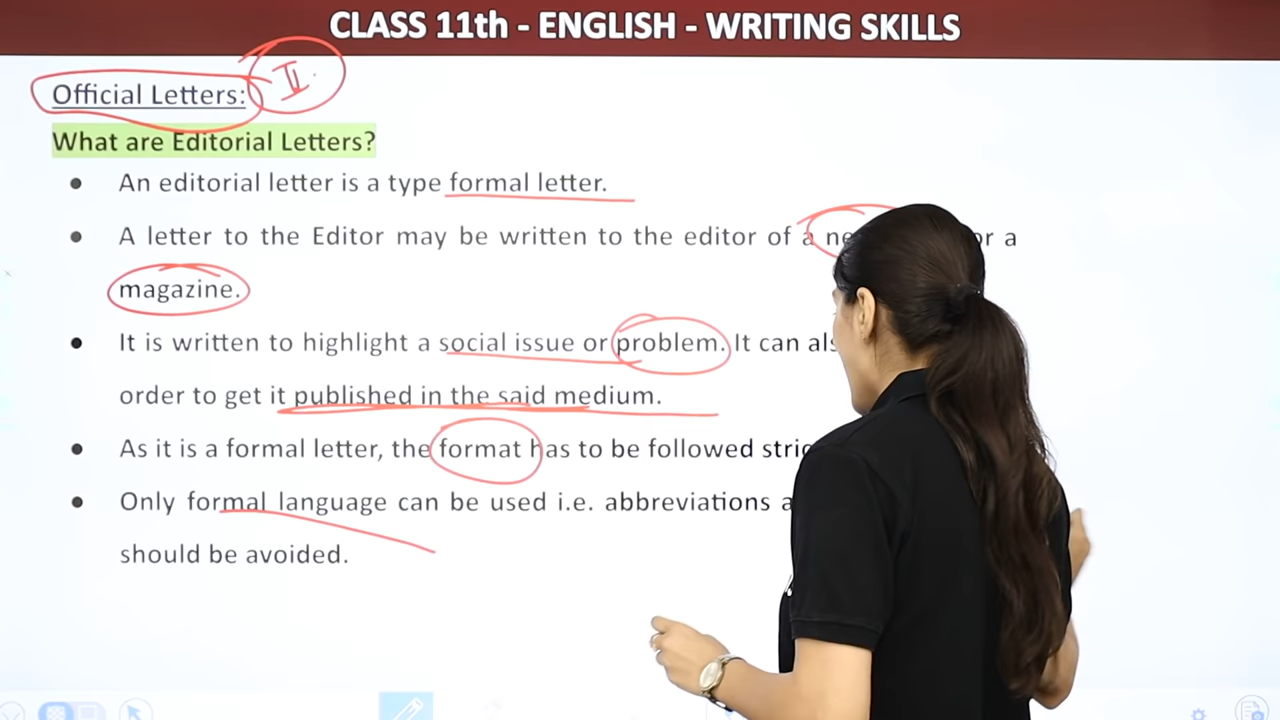 CLASS 11th - ENGLISH - WRITING SKILLS
Official Letters: II
What are Editorial Letters?
• An editorial letter is a type formal letter.
• A letter to the Editor may be written to the editor of a or a
magazine.
• It is written to highlight a social issue or problem. It can
order to get it published in the said medium.
• As it is a formal letter, the format has to be followed
• Only formal language can be used i.e. abbreviations
should be avoided.